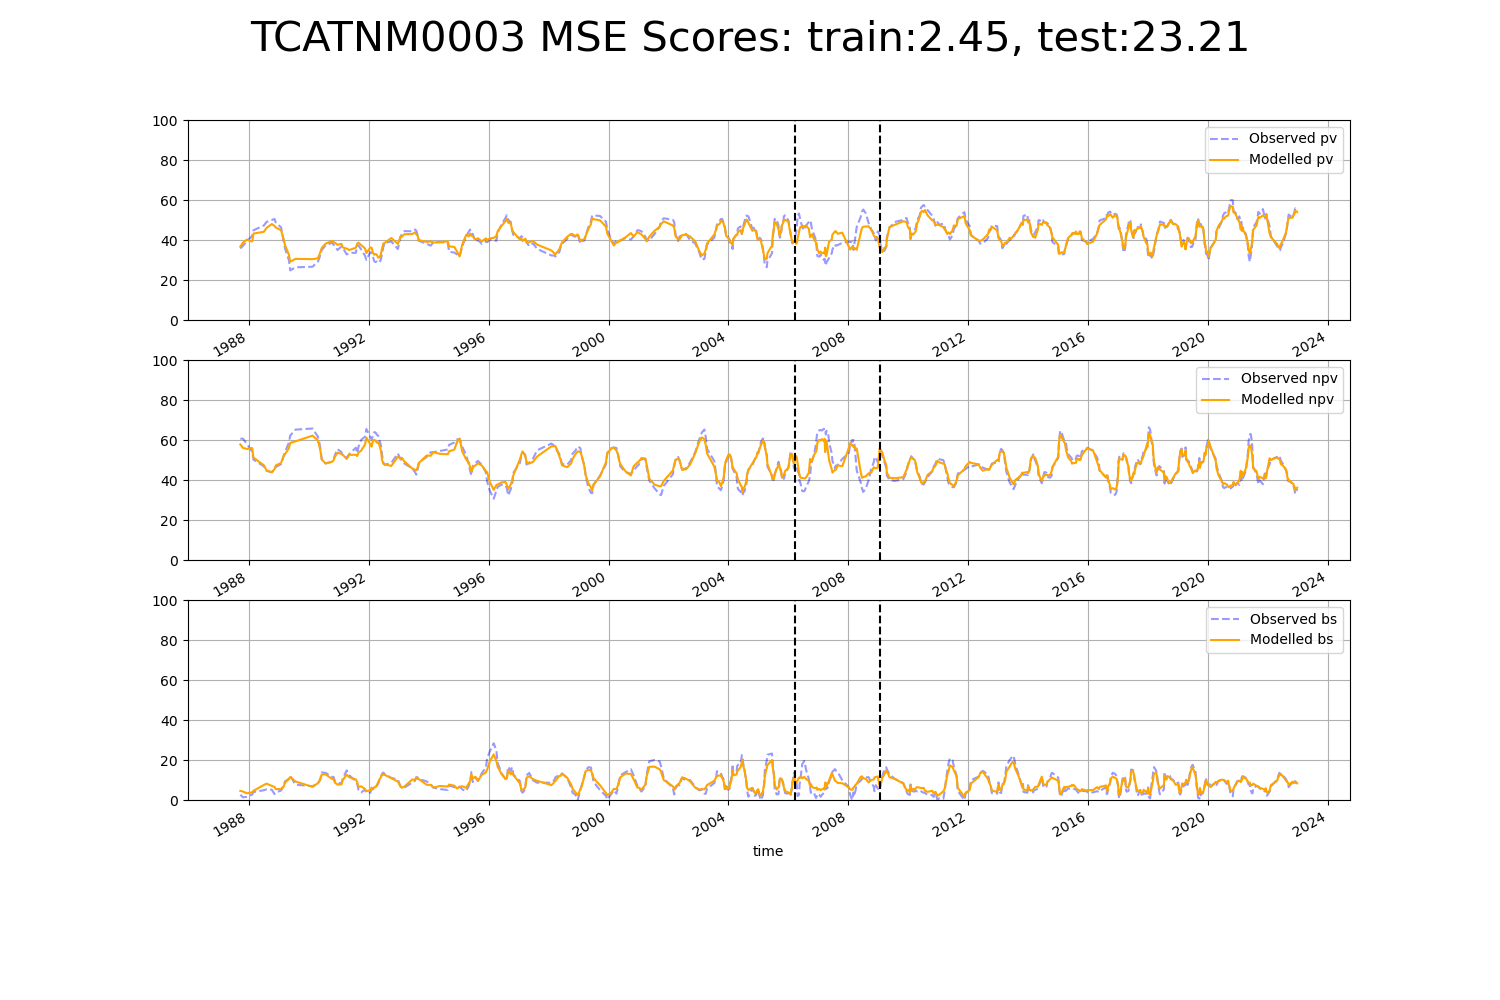 TCATNM0003 MSE Scores: train:2.45, test:23.21
100
80
60
40
20
0
Observed pv
Modelled pv
1988 1992 1996 2000 2004 2008 2012 2016 2020 2024
100
80
60
40
20
0
Observed npv
Modelled npv
1988 1992 1996 2000 2004 2008 2012 2016 2020 2024
100
80
60
40
20
0
Observed bs
Modelled bs
1988 1992 1996 2000 2004 2008 2012 2016 2020 2024
time